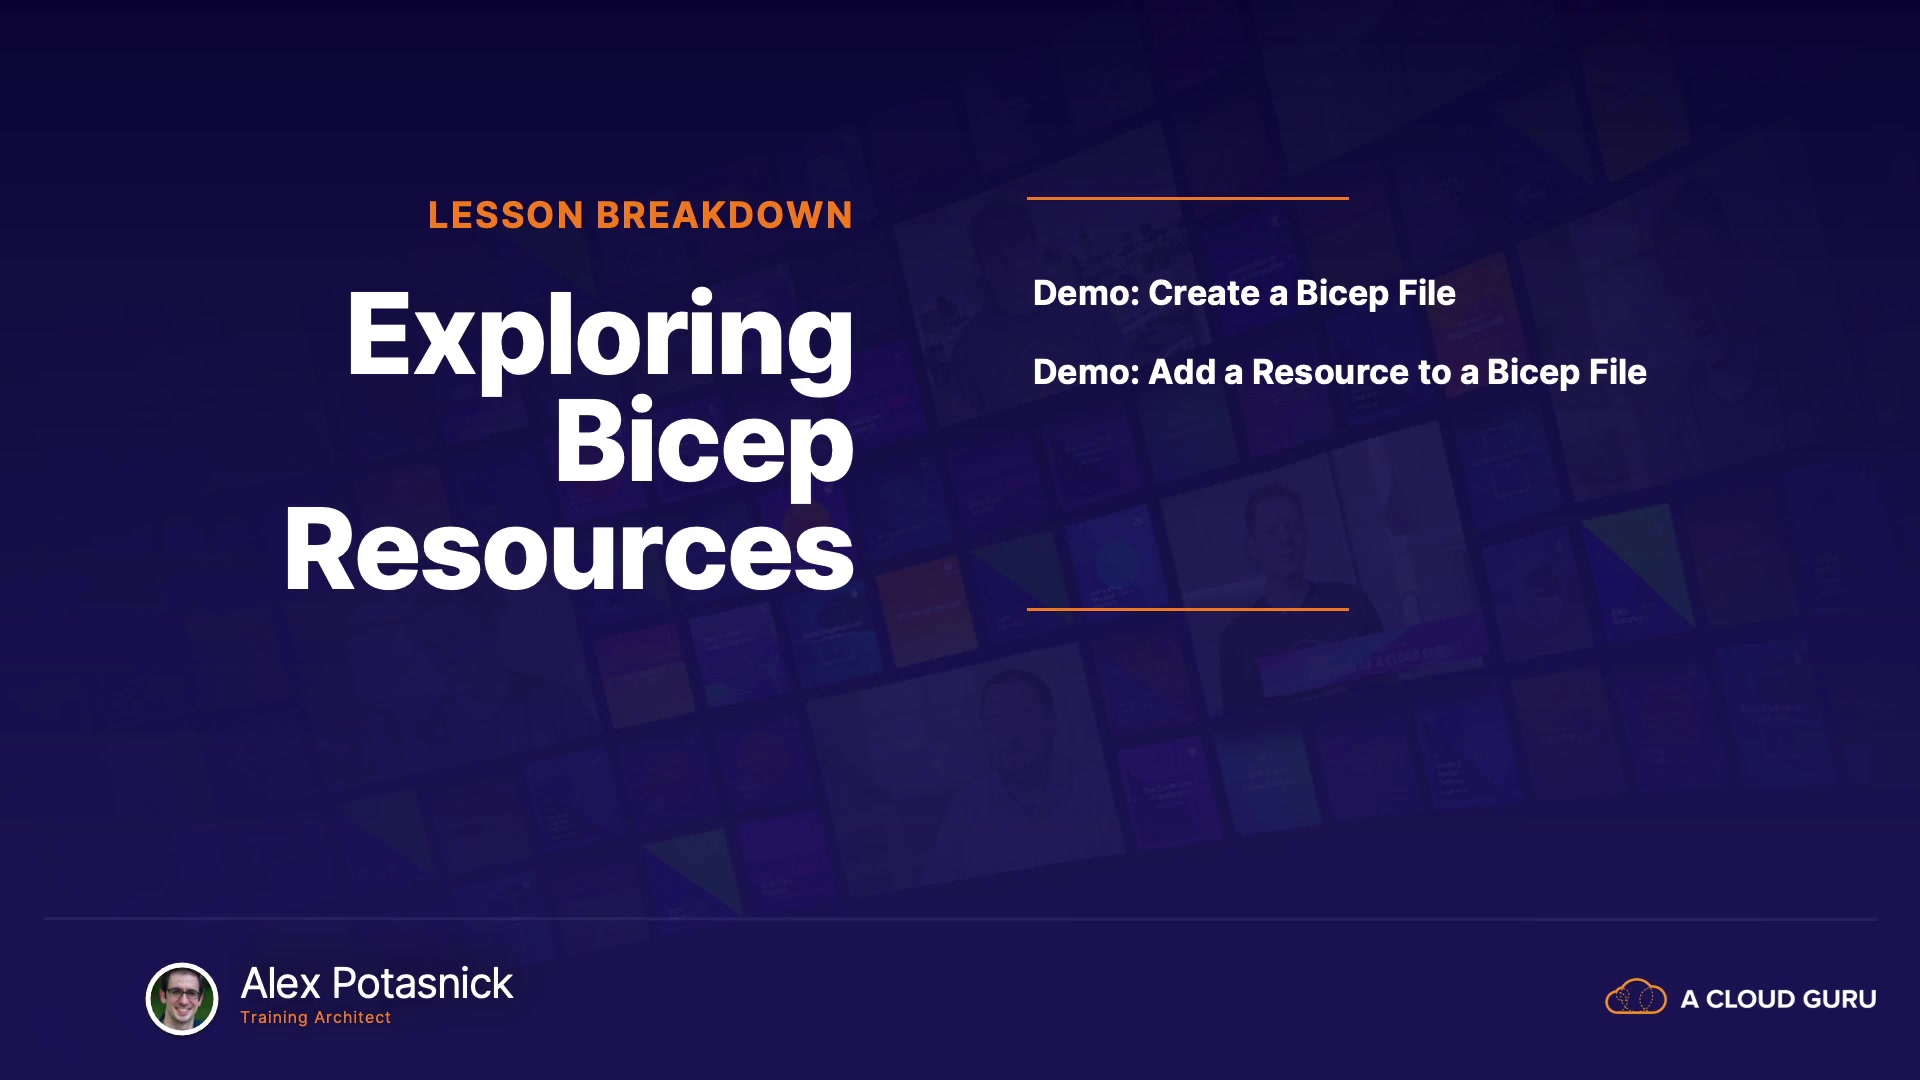 LESSON BREAKDOWN
Exploring
Bicep
Resources
Demo: Create a Bicep File
Demo: Add a Resource to a Bicep File
Alex Potasnick
Training Architect
A CLOUD GURU